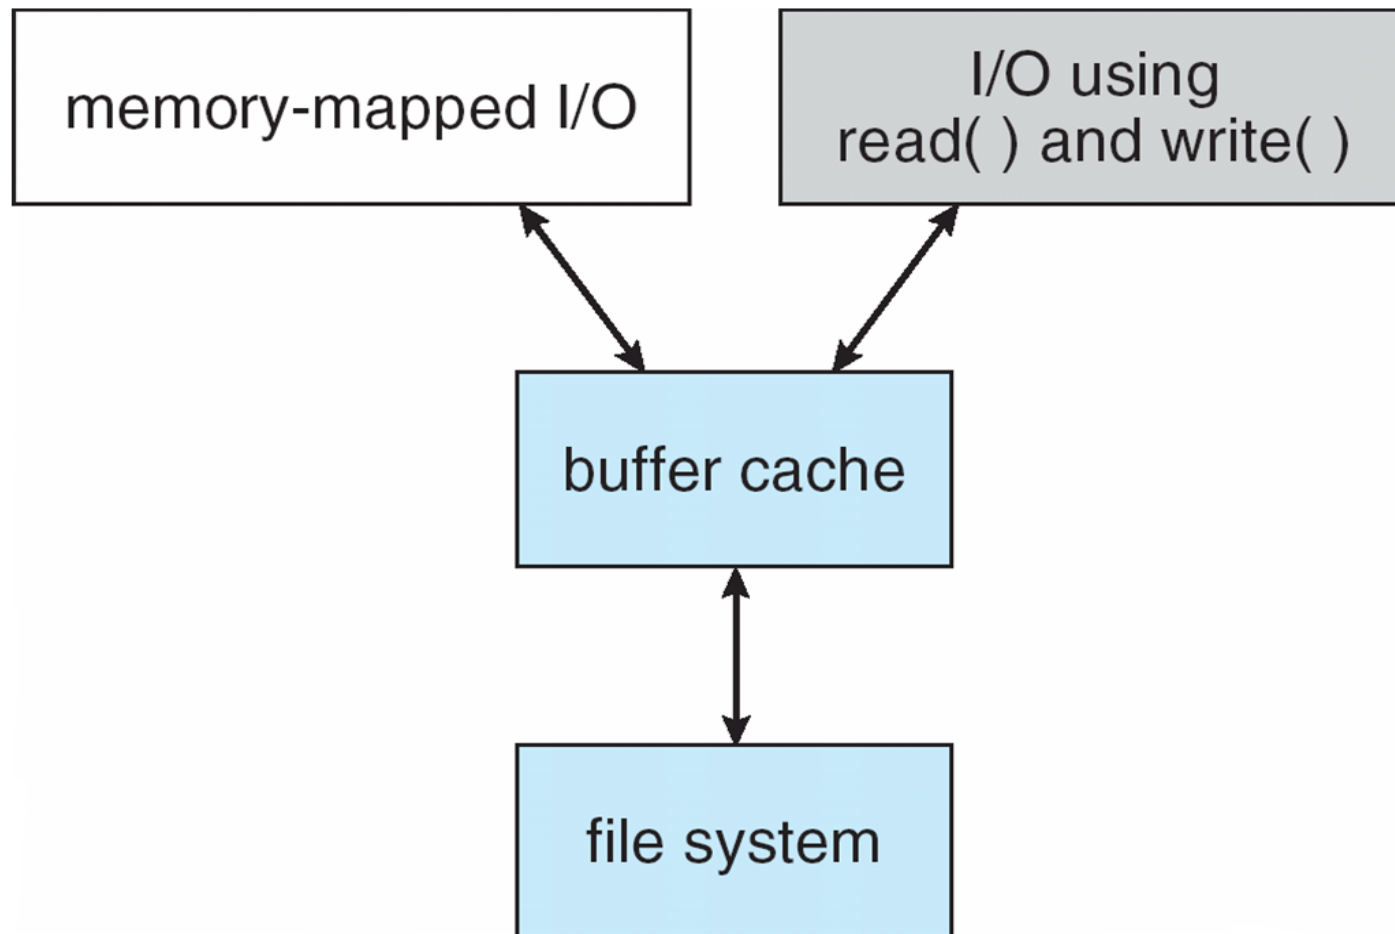 memory-mapped I/O
I/O using
read( ) and write( )
buffer cache
file system